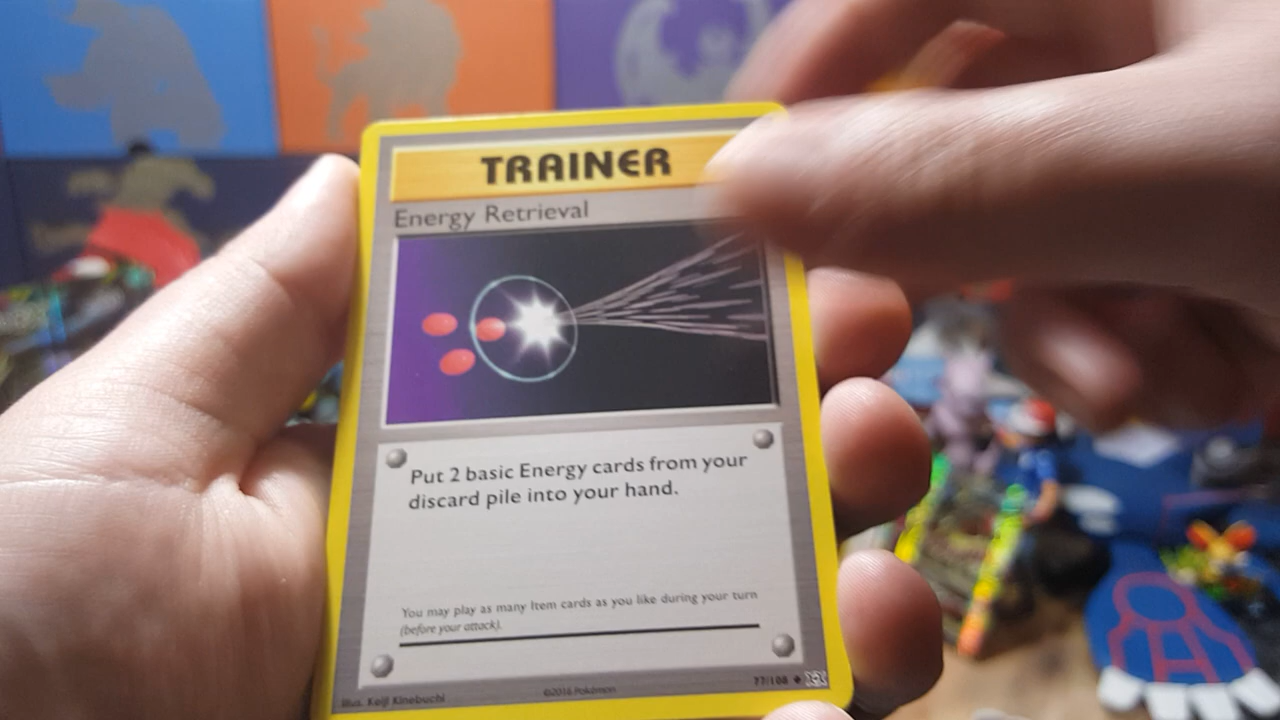 TRAINER
Energy Retrieval
Put 2 basic Energy cards from your
discard pile into your hand.
You may play as many Item cards as you like during your turn
(before your attack).
Illus. Keiji Kinebuchi
©2016 Pokémon
77/108